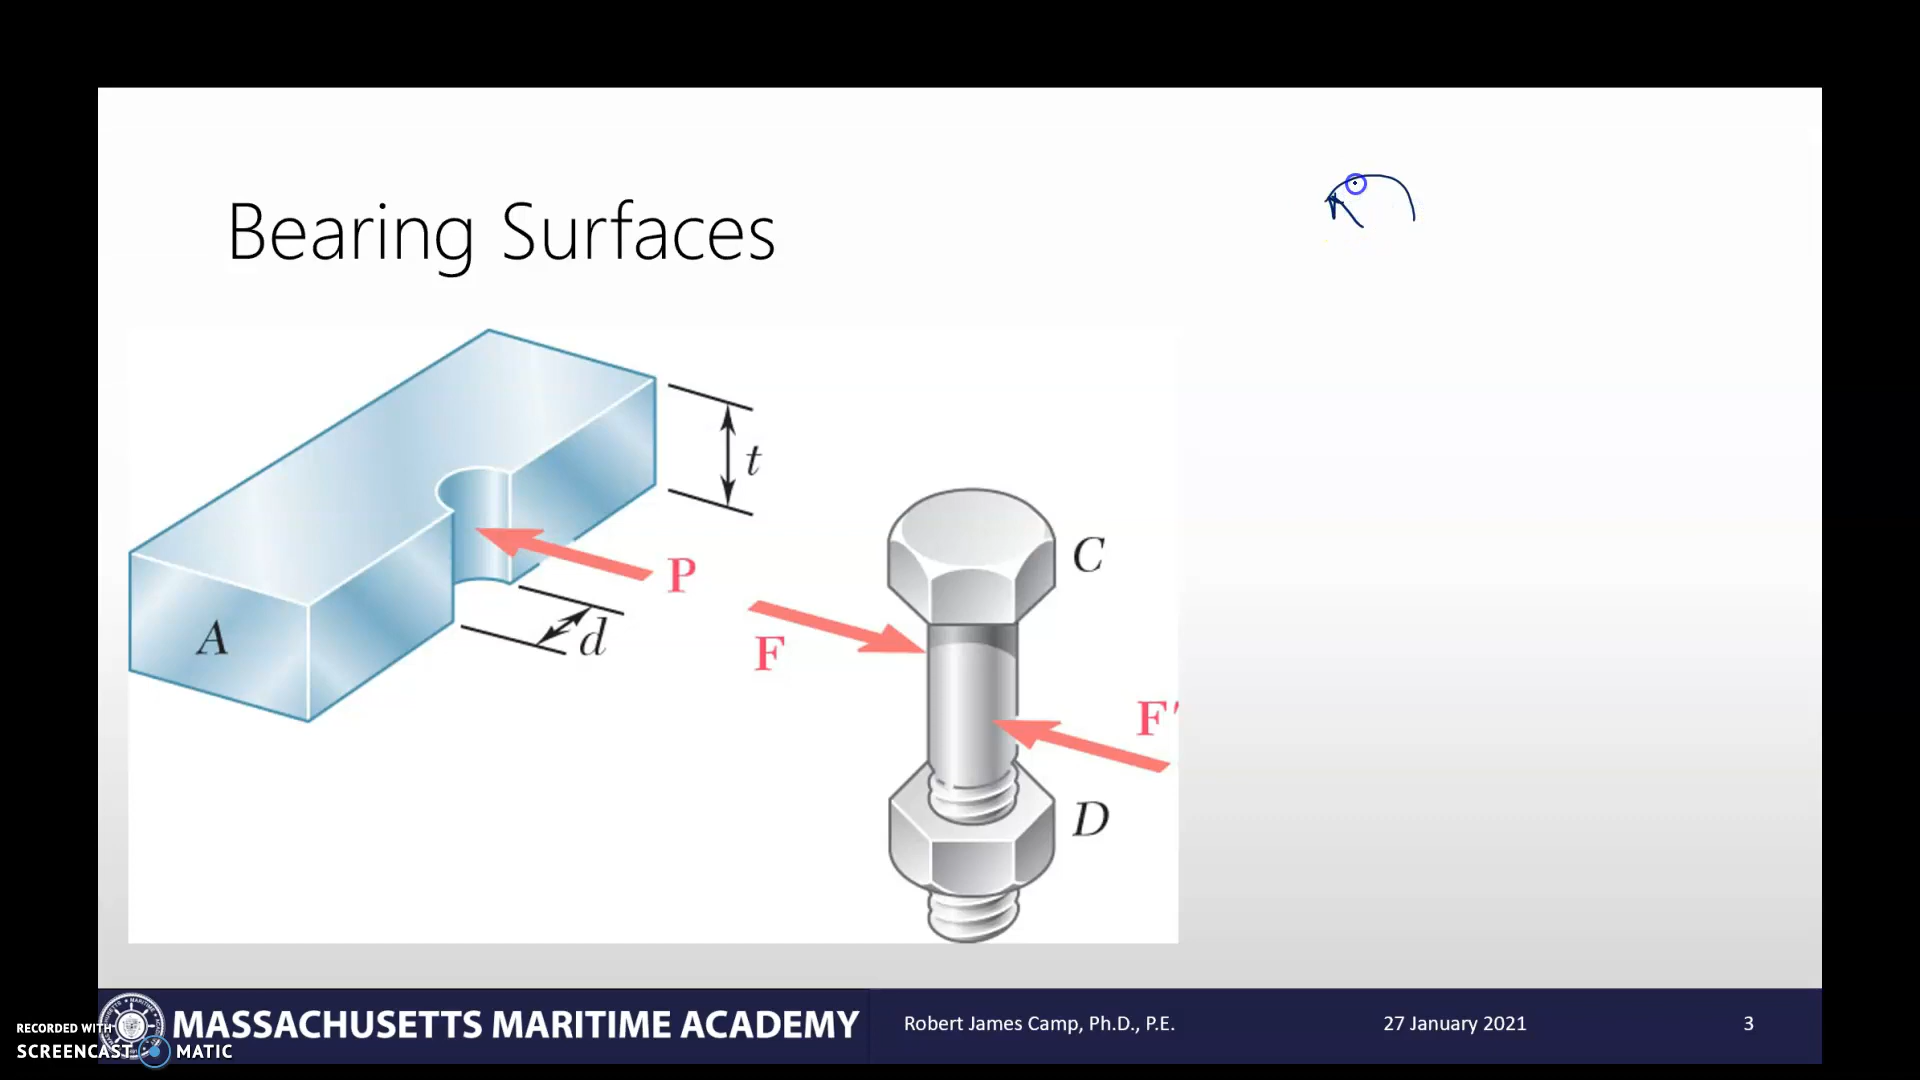 Bearing Surfaces
t
P
C
A
d
F
F'
D
MASSACHUSETTS MARITIME ACADEMY
Robert James Camp, Ph.D., P.E.
27 January 2021
3
RECORDED WITH
SCREENCAST MATIC